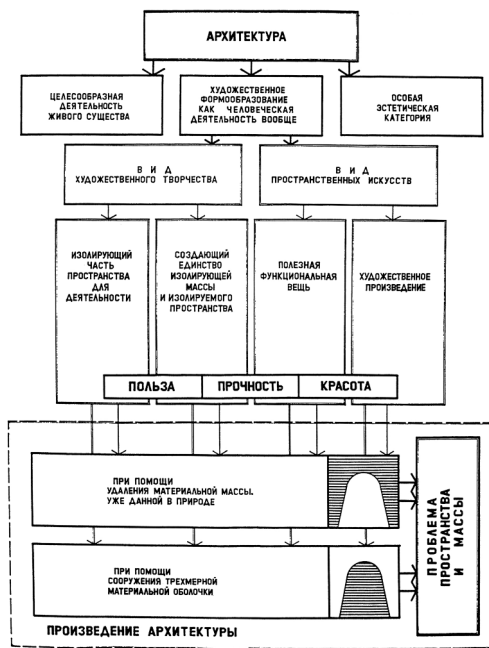 АРХИТЕКТУРА
ЦЕЛЕСООБРАЗНАЯ
ДЕЯТЕЛЬНОСТЬ
ЖИВОГО СУЩЕСТВА
ХУДОЖЕСТВЕННОЕ
ФОРМООБРАЗОВАНИЕ
КАК ЧЕЛОВЕЧЕСКАЯ
ДЕЯТЕЛЬНОСТЬ ВООБЩЕ
ОСОБАЯ
ЭСТЕТИЧЕСКАЯ
КАТЕГОРИЯ
ВИД
ХУДОЖЕСТВЕННОГО ТВОРЧЕСТВА
ВИД
ПРОСТРАНСТВЕННЫХ ИСКУССТВ
ИЗОЛИРУЮЩИЙ
ЧАСТЬ
ПРОСТРАНСТВА
ДЛЯ
ДЕЯТЕЛЬНОСТИ
СОЗДАЮЩИЙ
ЕДИНСТВО
ИЗОЛИРУЮЩЕЙ
МАССЫ
И ИЗОЛИРУЕМОГО
ПРОСТРАНСТВА
ПОЛЕЗНАЯ
ФУНКЦИОНАЛЬНАЯ
ВЕЩЬ
ХУДОЖЕСТВЕННОЕ
ПРОИЗВЕДЕНИЕ
ПОЛЬЗА
ПРОЧНОСТЬ
КРАСОТА
ПРИ ПОМОЩИ
УДАЛЕНИЯ МАТЕРИАЛЬНОЙ МАССЫ,
УЖЕ ДАННОЙ В ПРИРОДЕ
ПРИ ПОМОЩИ
СООРУЖЕНИЯ ТРЕХМЕРНОЙ
МАТЕРИАЛЬНОЙ ОБОЛОЧКИ
ПРОБЛЕМА
ПРОСТРАНСТВА
И МАССЫ
ПРОИЗВЕДЕНИЕ АРХИТЕКТУРЫ